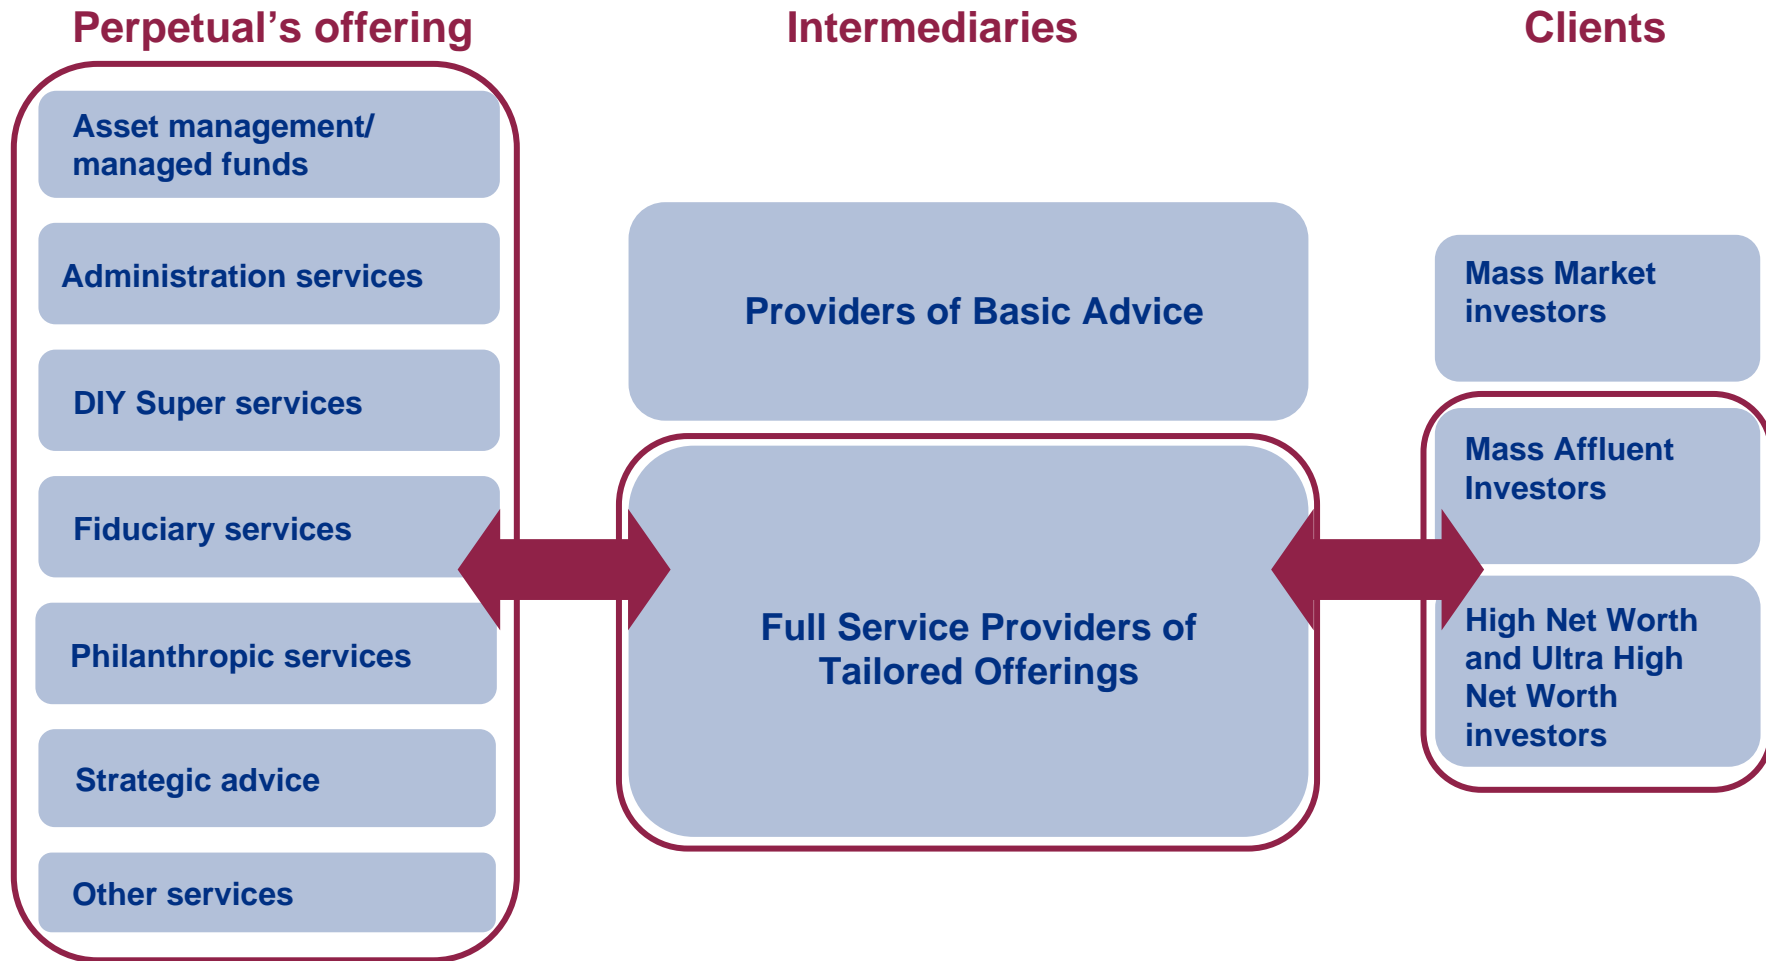 Perpetual’s offering
Intermediaries
Clients
Asset management/
managed funds
Administration services
DIY Super services
Fiduciary services
Philanthropic services
Strategic advice
Other services
Providers of Basic Advice
Full Service Providers of
Tailored Offerings
Mass Market
investors
Mass Affluent
Investors
High Net Worth
and Ultra High
Net Worth
investors